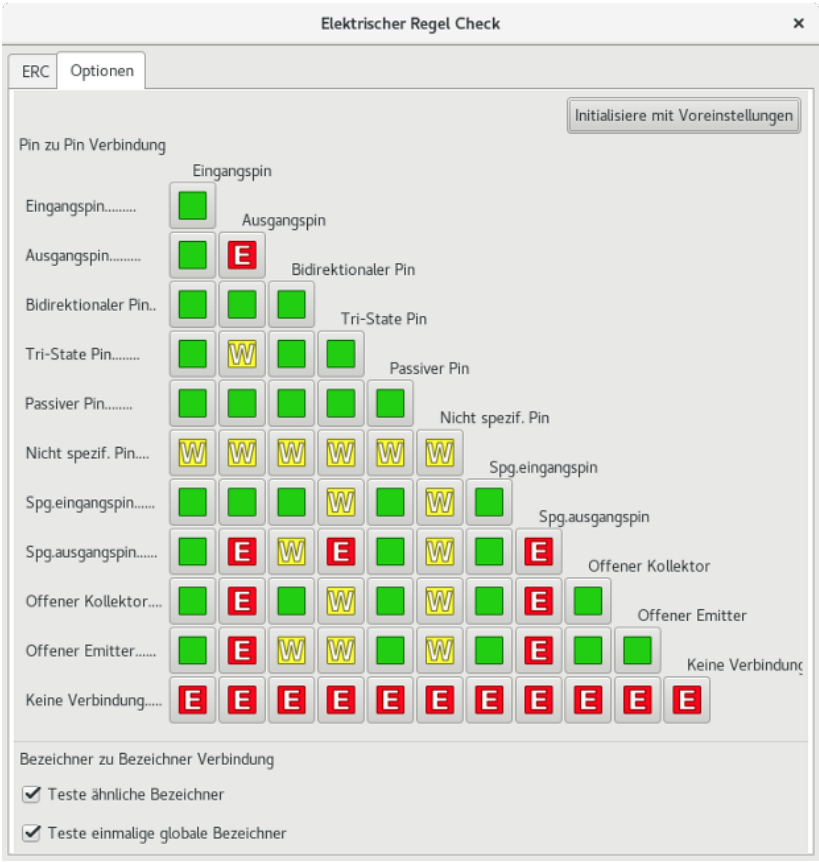 Elektrischer Regel Check ×
ERC Optionen
Initialisiere mit Voreinstellungen
Pin zu Pin Verbindung
Eingangspin
Eingangspin.........
Ausgangspin
Ausgangspin......... E
Bidirektionaler Pin
Bidirektionaler Pin..
Tri-State Pin
Tri-State Pin........ W
Passiver Pin
Passiver Pin........
Nicht spezif. Pin
Nicht spezif. Pin.... W W W W W W
Spg.eingangspin
Spg.eingangspin...... W W
Spg.ausgangspin
Spg.ausgangspin...... E W E W E
Offener Kollektor
Offener Kollektor.... E W W E
Offener Emitter
Offener Emitter...... E W W W E
Keine Verbindung
Keine Verbindung..... E E E E E E E E E E E
Bezeichner zu Bezeichner Verbindung
Teste ähnliche Bezeichner
Teste einmalige globale Bezeichner